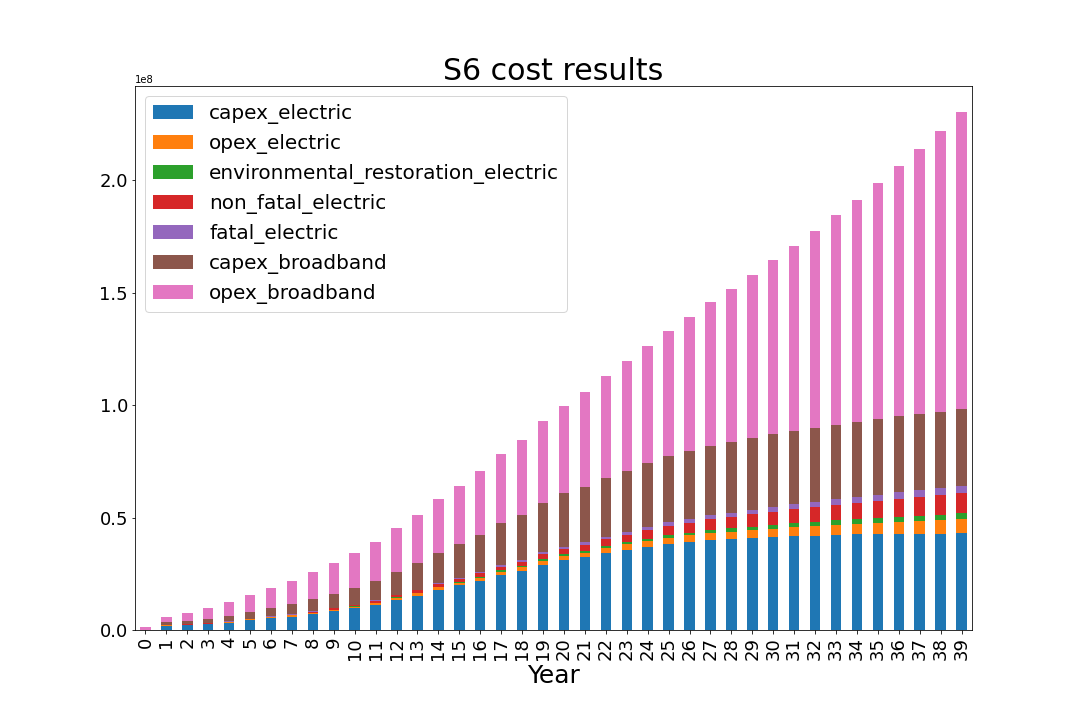 S6 cost results
1e8
capex_electric
opex_electric
environmental_restoration_electric
non_fatal_electric
fatal_electric
capex_broadband
opex_broadband
2.0
1.5
1.0
0.5
0.0
0 1 2 3 4 5 6 7 8 9 10 11 12 13 14 15 16 17 18 19 20 21 22 23 24 25 26 27 28 29 30 31 32 33 34 35 36 37 38 39
Year